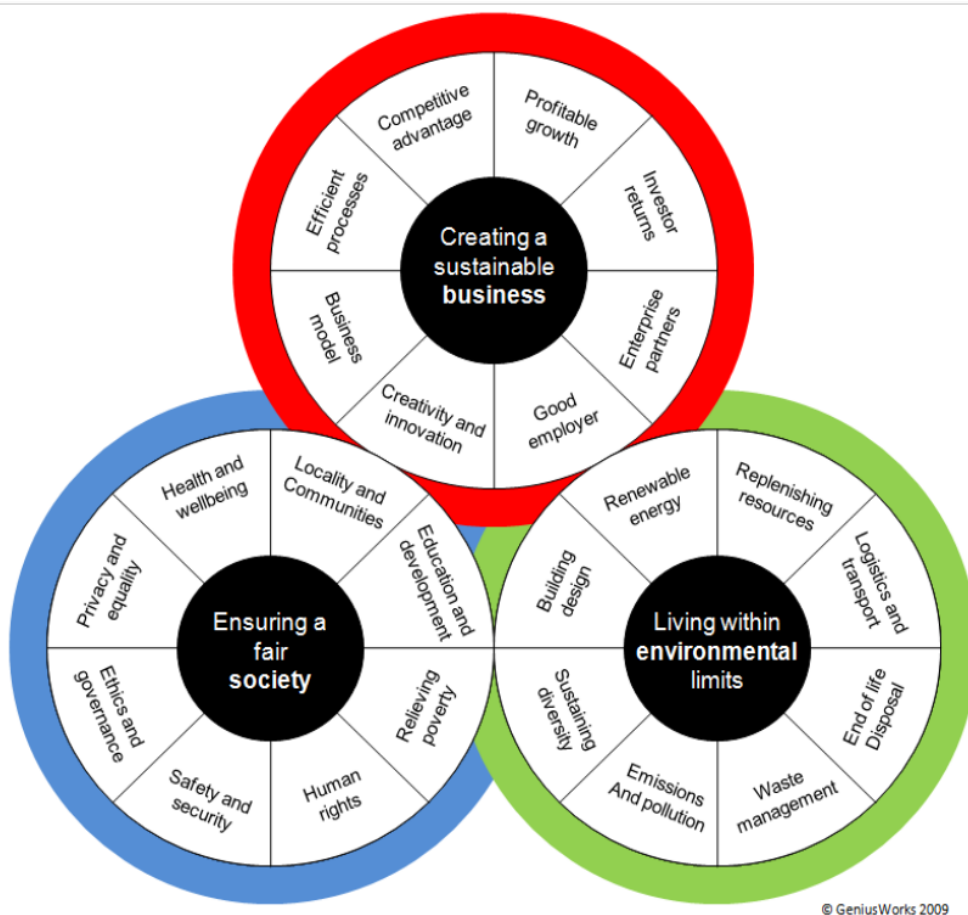 Competitive
advantage
Profitable
growth
Investor
returns
Enterprise
partners
Good
employer
Creativity and
innovation
Business
model
Efficient
processes
Creating a
sustainable
business
Health and
wellbeing
Locality and
Communities
Education and
development
Relieving
poverty
Human
rights
Safety and
security
Ethics and
governance
Privacy and
equality
Ensuring a
fair
society
Renewable
energy
Replenishing
resources
Logistics and
transport
End of life
Disposal
Waste
management
Emissions
And pollution
Sustaining
diversity
Building
design
Living within
environmental
limits
© GeniusWorks 2009